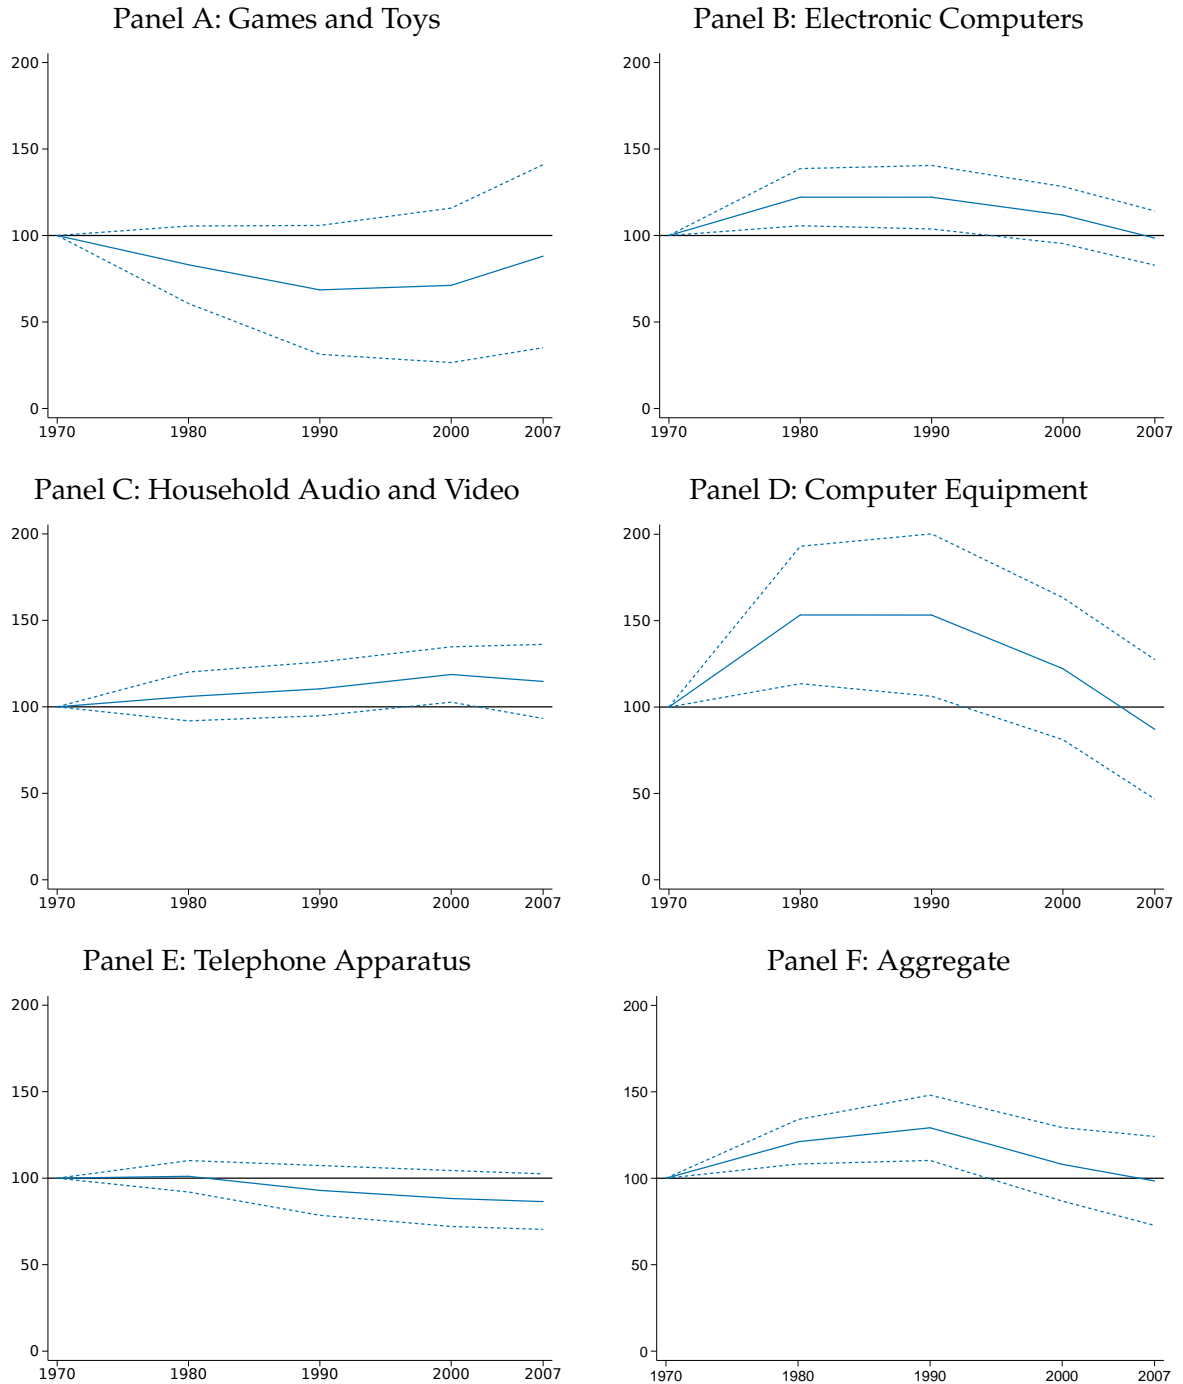 Panel A: Games and Toys
200
150
100
50
0
1970 1980 1990 2000 2007
Panel B: Electronic Computers
200
150
100
50
0
1970 1980 1990 2000 2007
Panel C: Household Audio and Video
200
150
100
50
0
1970 1980 1990 2000 2007
Panel D: Computer Equipment
200
150
100
50
0
1970 1980 1990 2000 2007
Panel E: Telephone Apparatus
200
150
100
50
0
1970 1980 1990 2000 2007
Panel F: Aggregate
200
150
100
50
0
1970 1980 1990 2000 2007